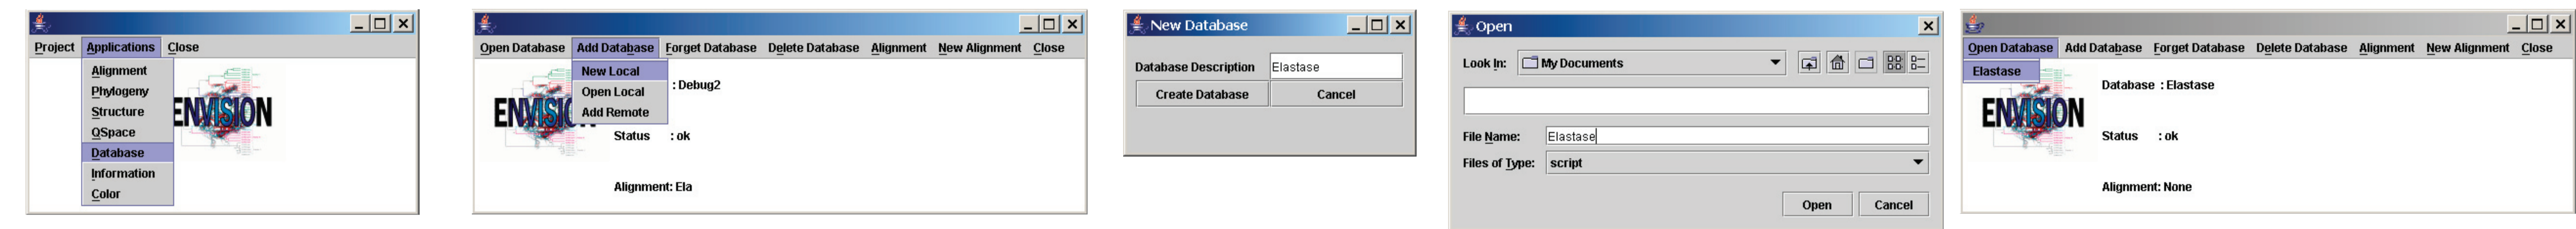 Project Applications Close
Alignment
Phylogeny
Structure
QSpace
Database
Information
Color
ENVISION
Open Database Add Database Forget Database Delete Database Alignment New Alignment Close
New Local
Open Local
Add Remote
: Debug2
Status : ok
Alignment: Ela
New Database
Database Description Elastase
Create Database Cancel
Open
Look In: My Documents
File Name: Elastase
Files of Type: script
Open Cancel
Open Database Add Database Forget Database Delete Database Alignment New Alignment Close
Elastase
ENVISION
Database : Elastase
Status : ok
Alignment: None